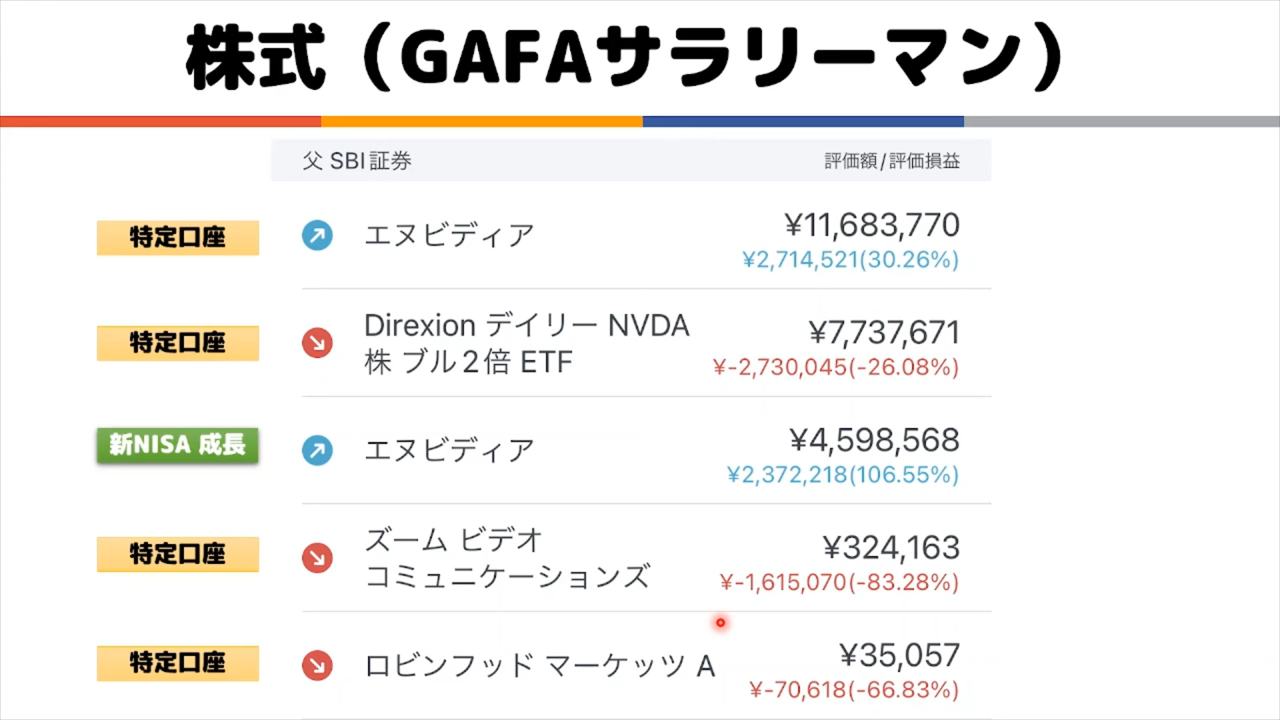 株式（GAFAサラリーマン）
父 SBI証券
評価額/評価損益
特定口座
エヌビディア
¥11,683,770
¥2,714,521(30.26%)
特定口座
Direxion デイリー NVDA
株 ブル2倍 ETF
¥7,737,671
¥-2,730,045(-26.08%)
新NISA 成長
エヌビディア
¥4,598,568
¥2,372,218(106.55%)
特定口座
ズーム ビデオ
コミュニケーションズ
¥324,163
¥-1,615,070(-83.28%)
特定口座
ロビンフッド マーケッツ A
¥35,057
¥-70,618(-66.83%)